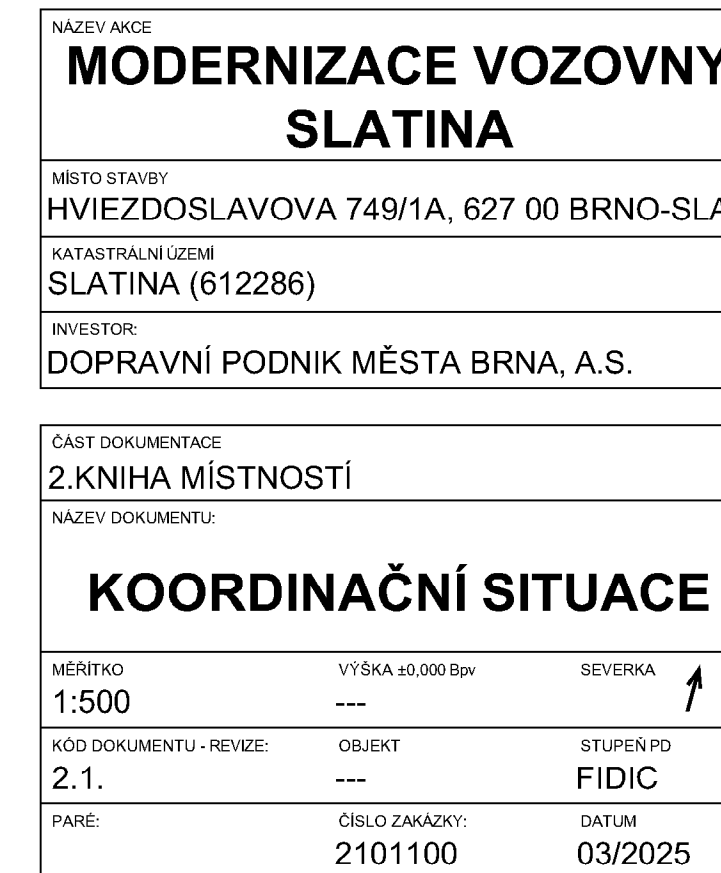 NÁZEV AKCE
MODERNIZACE VOZOVNY
SLATINA
MÍSTO STAVBY
HVIEZDOSLAVOVA 749/1A, 627 00 BRNO-SLA
KATASTRÁLNÍ ÚZEMÍ
SLATINA (612286)
INVESTOR:
DOPRAVNÍ PODNIK MĚSTA BRNA, A.S.
ČÁST DOKUMENTACE
2.KNIHA MÍSTNOSTÍ
NÁZEV DOKUMENTU:
KOORDINAČNÍ SITUACE
MĚŘÍTKO VÝŠKA ±0,000 Bpv SEVERKA
1:500 ---
KÓD DOKUMENTU - REVIZE: OBJEKT STUPEŇ PD
2.1. --- FIDIC
PARÉ: ČÍSLO ZAKÁZKY: DATUM
2101100 03/2025